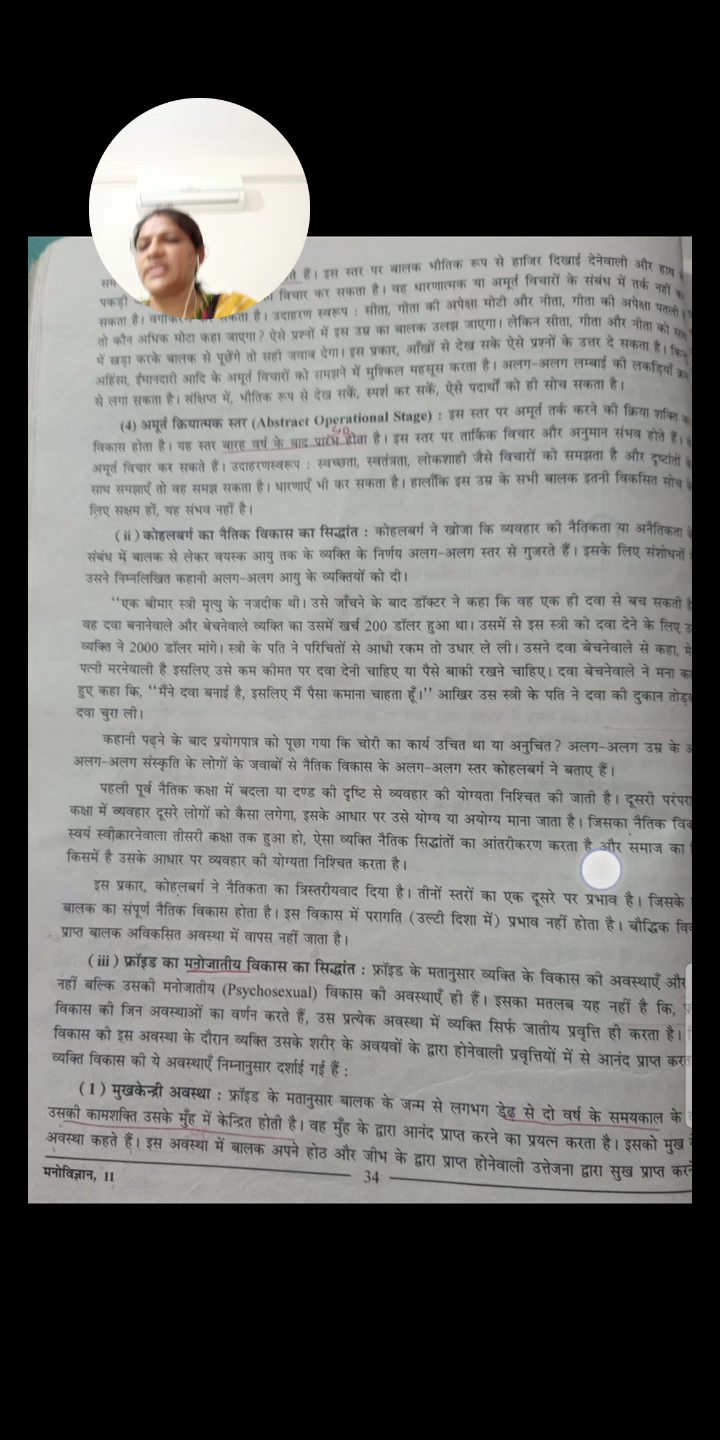 हैं। इस स्तर पर बालक भौतिक रूप से हाजिर दिखाई देनेवाली और हाथ
पकड़ी विचार कर सकता है। वह धारणात्मक या अमूर्त विचारों के संबंध में तर्क नहीं
सकता है। सकता है। उदाहरण स्वरूप : सीता, गीता की अपेक्षा मोटी और नीता, गीता की अपेक्षा पतली
तो कौन अधिक मोटा कहा जाएगा? ऐसे प्रश्नों में इस उम्र का बालक उलझ जाएगा। लेकिन सीता, गीता और नीता को
में खड़ा करके बालक से पूछेंगे तो सही जवाब देगा। इस प्रकार, आँखों से देख सके ऐसे प्रश्नों के उत्तर दे सकता है।
अहिंसा, ईमानदारी आदि के अमूर्त विचारों को समझने में मुश्किल महसूस करता है। अलग-अलग लम्बाई की लकड़ियाँ
से लगा सकता है। संक्षिप्त में, भौतिक रूप से देख सकें, स्पर्श कर सकें, ऐसे पदार्थों को ही सोच सकता है।
(4) अमूर्त क्रियात्मक स्तर (Abstract Operational Stage) : इस स्तर पर अमूर्त तर्क करने की क्रिया शक्ति
विकास होता है। यह स्तर बारह वर्ष के बाद प्रारंभ होता है। इस स्तर पर तार्किक विचार और अनुमान संभव होते हैं।
अमूर्त विचार कर सकते हैं। उदाहरणस्वरूप : स्वच्छता, स्वतंत्रता, लोकशाही जैसे विचारों को समझता है और दृष्टांतों
साथ समझाएँ तो वह समझ सकता है। धारणाएँ भी कर सकता है। हालाँकि इस उम्र के सभी बालक इतनी विकसित सोच
लिए सक्षम हों, यह संभव नहीं है।
(ii) कोहलबर्ग का नैतिक विकास का सिद्धांत : कोहलबर्ग ने खोजा कि व्यवहार की नैतिकता या अनैतिकता
संबंध में बालक से लेकर वयस्क आयु तक के व्यक्ति के निर्णय अलग-अलग स्तर से गुजरते हैं। इसके लिए संशोधनों
उसने निम्नलिखित कहानी अलग-अलग आयु के व्यक्तियों को दी।
“एक बीमार स्त्री मृत्यु के नजदीक थी। उसे जाँचने के बाद डॉक्टर ने कहा कि वह एक ही दवा से बच सकती
वह दवा बनानेवाले और बेचनेवाले व्यक्ति का उसमें खर्च 200 डॉलर हुआ था। उसमें से इस स्त्री को दवा देने के लिए
व्यक्ति ने 2000 डॉलर मांगे। स्त्री के पति ने परिचितों से आधी रकम तो उधार ले ली। उसने दवा बेचनेवाले से कहा,
पत्नी मरनेवाली है इसलिए उसे कम कीमत पर दवा देनी चाहिए या पैसे बाकी रखने चाहिए। दवा बेचनेवाले ने मना
हुए कहा कि, “मैंने दवा बनाई है, इसलिए मैं पैसा कमाना चाहता हूँ।” आखिर उस स्त्री के पति ने दवा की दुकान
दवा चुरा ली।
कहानी पढ़ने के बाद प्रयोगपात्र को पूछा गया कि चोरी का कार्य उचित था या अनुचित? अलग-अलग उम्र के
अलग-अलग संस्कृति के लोगों के जवाबों से नैतिक विकास के अलग-अलग स्तर कोहलबर्ग ने बताए हैं।
पहली पूर्व नैतिक कक्षा में बदला या दण्ड की दृष्टि से व्यवहार की योग्यता निश्चित की जाती है। दूसरी
कक्षा में व्यवहार दूसरे लोगों को कैसा लगेगा, इसके आधार पर उसे योग्य या अयोग्य माना जाता है। जिसका नैतिक
स्वयं स्वीकारनेवाला तीसरी कक्षा तक हुआ हो, ऐसा व्यक्ति नैतिक सिद्धांतों का आंतरीकरण करता है और समाज का
किसमें है उसके आधार पर व्यवहार की योग्यता निश्चित करता है।
इस प्रकार, कोहलबर्ग ने नैतिकता का त्रिस्तरीयवाद दिया है। तीनों स्तरों का एक दूसरे पर प्रभाव है। जिसके
बालक का संपूर्ण नैतिक विकास होता है। इस विकास में परागति (उल्टी दिशा में) प्रभाव नहीं होता है। बौद्धिक
प्राप्त बालक अविकसित अवस्था में वापस नहीं जाता है।
(iii) फ्रॉइड का मनोजातीय विकास का सिद्धांत : फ्रॉइड के मतानुसार व्यक्ति के विकास की अवस्थाएँ और
नहीं बल्कि उसकी मनोजातीय (Psychosexual) विकास की अवस्थाएँ ही हैं। इसका मतलब यह नहीं है कि,
विकास की जिन अवस्थाओं का वर्णन करते हैं, उस प्रत्येक अवस्था में व्यक्ति सिर्फ जातीय प्रवृत्ति ही करता है।
विकास की इस अवस्था के दौरान व्यक्ति उसके शरीर के अवयवों के द्वारा होनेवाली प्रवृत्तियों में से आनंद प्राप्त
व्यक्ति विकास की ये अवस्थाएँ निम्नानुसार दर्शाई गई हैं :
(1) मुखकेन्द्री अवस्था : फ्रॉइड के मतानुसार बालक के जन्म से लगभग डेढ़ से दो वर्ष के समयकाल के
उसकी कामशक्ति उसके मुँह में केन्द्रित होती है। वह मुँह के द्वारा आनंद प्राप्त करने का प्रयत्न करता है। इसको मुख
अवस्था कहते हैं। इस अवस्था में बालक अपने होठ और जीभ के द्वारा प्राप्त होनेवाली उत्तेजना द्वारा सुख प्राप्त
मनोविज्ञान, 11
34